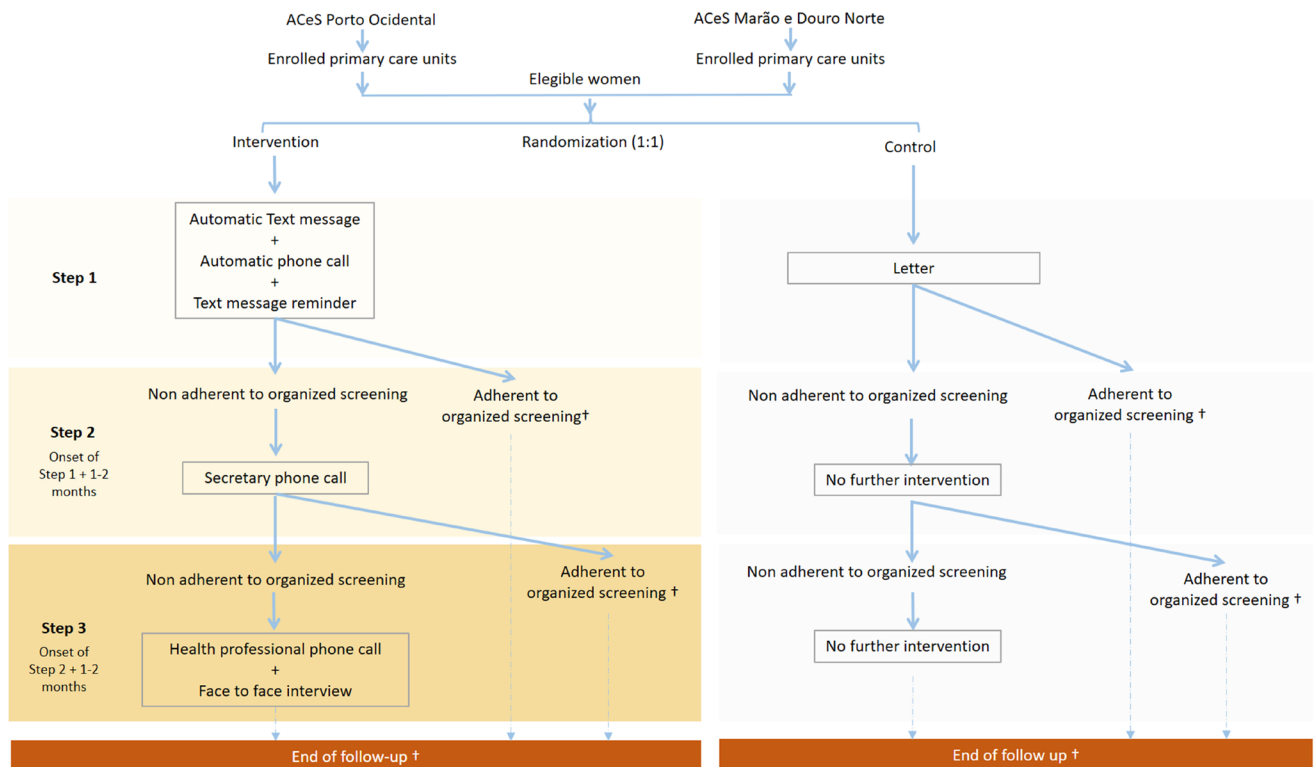 ACeS Porto Ocidental
ACeS Marão e Douro Norte
Enrolled primary care units
Enrolled primary care units
Elegible women
Intervention
Randomization (1:1)
Control
Step 1
Automatic Text message
+
Automatic phone call
+
Text message reminder
Letter
Step 2
Onset of
Step 1 + 1-2
months
Non adherent to organized screening
Adherent to
organized screening†
Secretary phone call
Non adherent to organized screening
Adherent to
organized screening †
No further intervention
Step 3
Onset of
Step 2 + 1-2
months
Non adherent to organized screening
Adherent to
organized screening †
Health professional phone call
+
Face to face interview
Non adherent to organized screening
Adherent to
organized screening †
No further intervention
End of follow-up †
End of follow up †